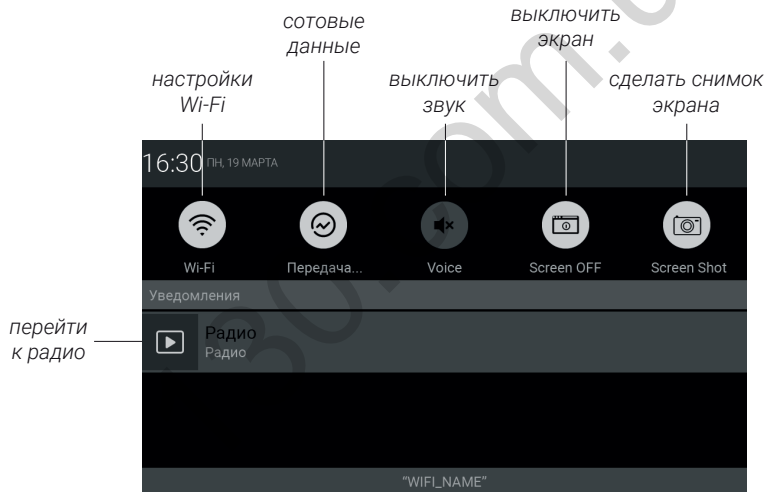 выключить
экран
сотовые
данные
настройки
Wi-Fi
выключить
звук
сделать снимок
экрана
16:30 ПН, 19 МАРТА
Wi-Fi
Передача...
Voice
Screen OFF
Screen Shot
Уведомления
перейти
к радио
Радио
Радио
"WIFI_NAME"